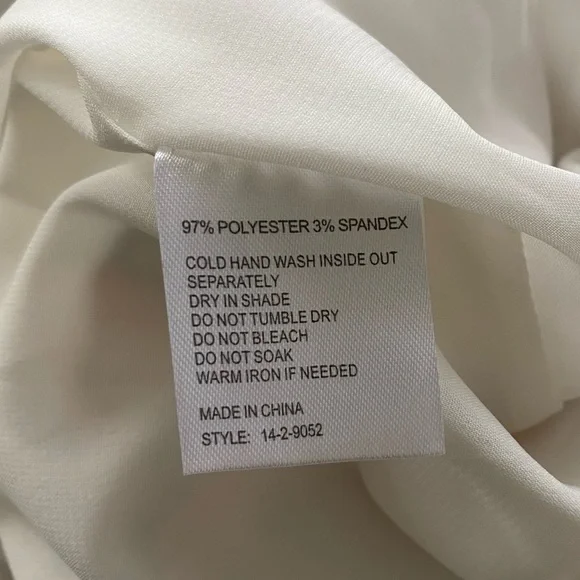 97% POLYESTER 3% SPANDEX
COLD HAND WASH INSIDE OUT
SEPARATELY
DRY IN SHADE
DO NOT TUMBLE DRY
DO NOT BLEACH
DO NOT SOAK
WARM IRON IF NEEDED
MADE IN CHINA
STYLE: 14-2-9052